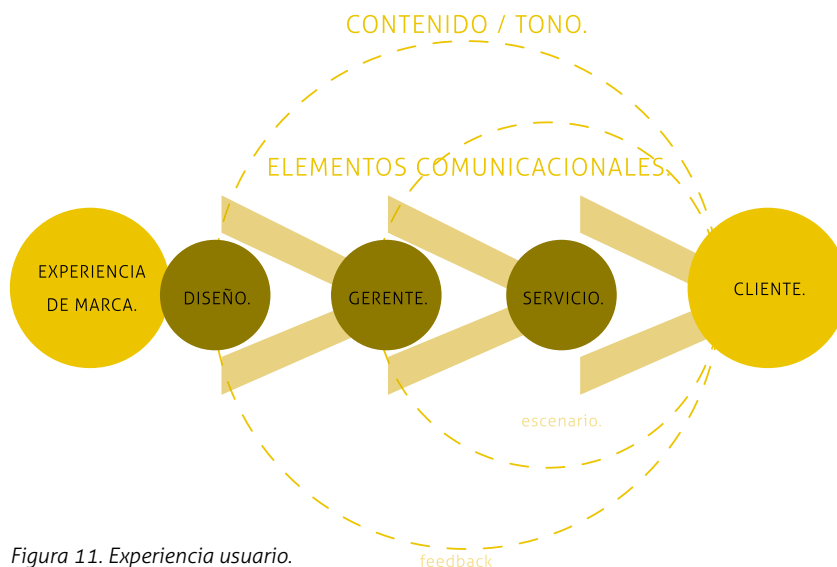 CONTENIDO / TONO.
ELEMENTOS COMUNICACIONALES.
EXPERIENCIA
DE MARCA.
DISEÑO.
GERENTE.
SERVICIO.
CLIENTE.
escenario.
feedback
Figura 11. Experiencia usuario.